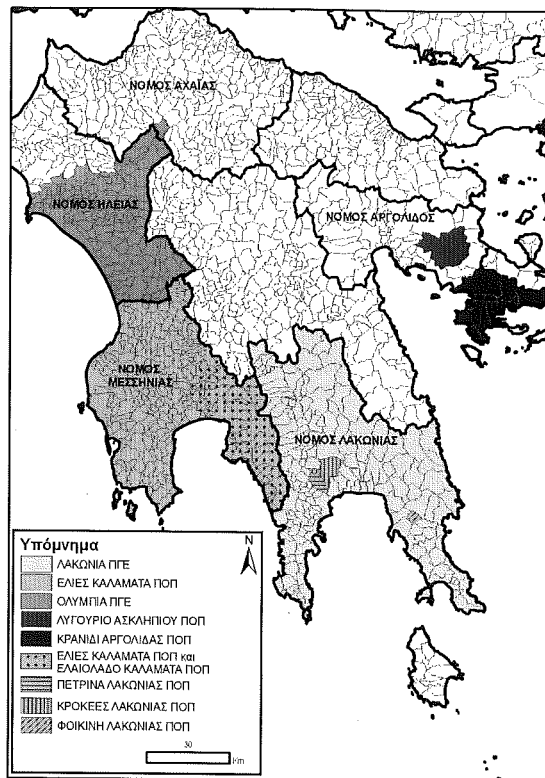 ΝΟΜΟΣ ΑΧΑΪΑΣ
ΝΟΜΟΣ ΗΛΕΙΑΣ
ΝΟΜΟΣ ΑΡΓΟΛΙΔΟΣ
ΝΟΜΟΣ
ΜΕΣΣΗΝΙΑΣ
ΝΟΜΟΣ ΛΑΚΩΝΙΑΣ
Υπόμνημα
N
ΛΑΚΩΝΙΑ ΠΓΕ
ΕΛΙΕΣ ΚΑΛΑΜΑΤΑ ΠΟΠ
ΟΛΥΜΠΙΑ ΠΓΕ
ΛΥΓΟΥΡΙΟ ΑΣΚΛΗΠΙΟΥ ΠΟΠ
ΚΡΑΝΙΔΙ ΑΡΓΟΛΙΔΑΣ ΠΟΠ
ΕΛΙΕΣ ΚΑΛΑΜΑΤΑ ΠΟΠ και
ΕΛΑΙΟΛΑΔΟ ΚΑΛΑΜΑΤΑ ΠΟΠ
ΠΕΤΡΙΝΑ ΛΑΚΩΝΙΑΣ ΠΟΠ
ΚΡΟΚΕΕΣ ΛΑΚΩΝΙΑΣ ΠΟΠ
ΦΟΙΚΙΝΗ ΛΑΚΩΝΙΑΣ ΠΟΠ